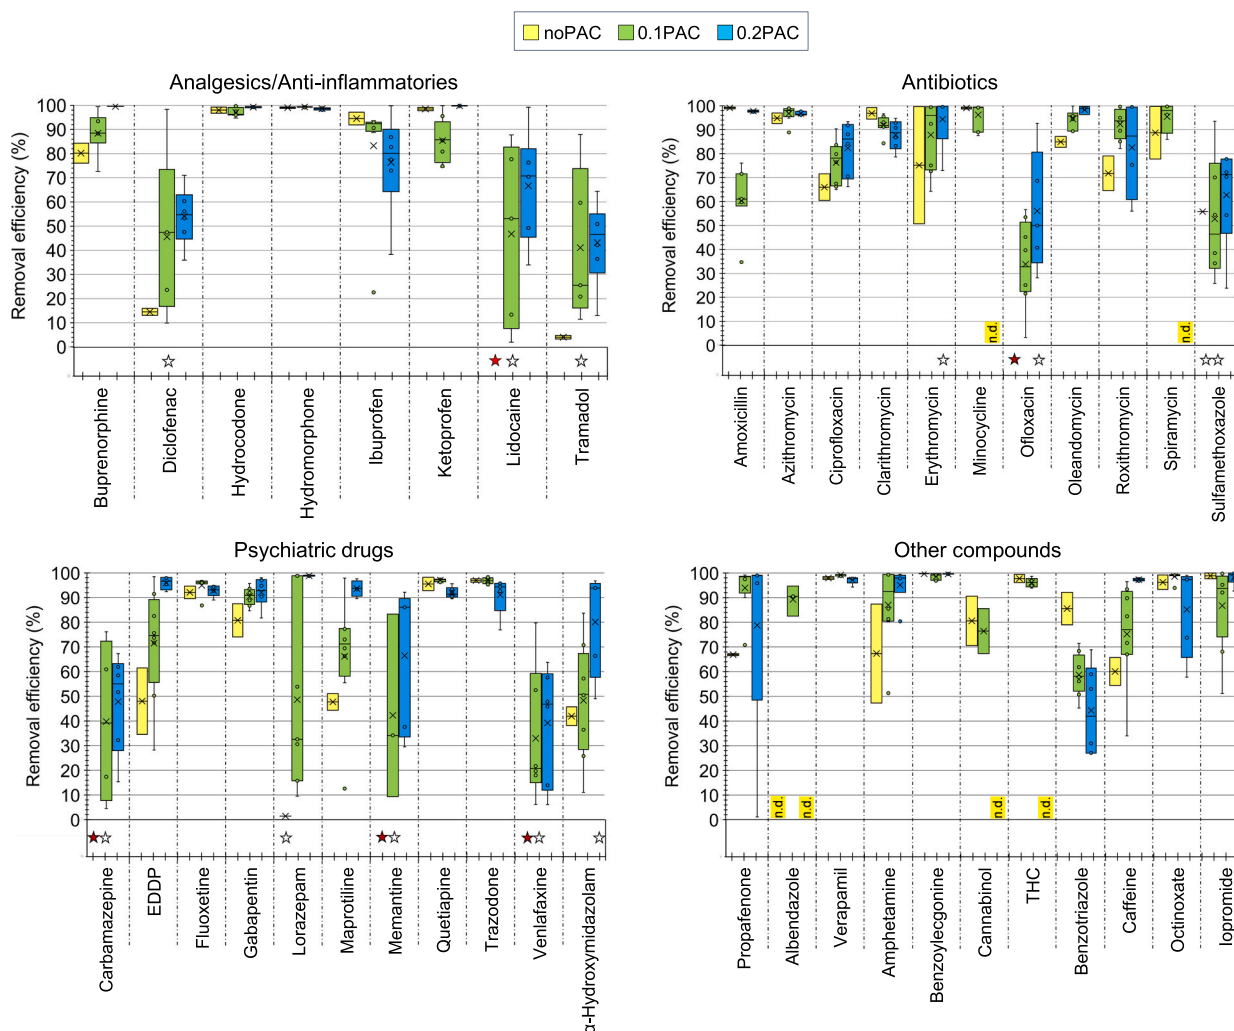 noPAC 0.1PAC 0.2PAC
Analgesics/Anti-inflammatories
Removal efficiency (%)
100
90
80
70
60
50
40
30
20
10
0
Buprenorphine
Diclofenac
Hydrocodone
Hydromorphone
Ibuprofen
Ketoprofen
Lidocaine
Tramadol
Antibiotics
Removal efficiency (%)
100
90
80
70
60
50
40
30
20
10
0
n.d.
n.d.
Amoxicillin
Azithromycin
Ciprofloxacin
Clarithromycin
Erythromycin
Minocycline
Ofloxacin
Oleandomycin
Roxithromycin
Spiramycin
Sulfamethoxazole
Psychiatric drugs
Removal efficiency (%)
100
90
80
70
60
50
40
30
20
10
0
Carbamazepine
EDDP
Fluoxetine
Gabapentin
Lorazepam
Maprotiline
Memantine
Quetiapine
Trazodone
Venlafaxine
α-Hydroxymidazolam
Other compounds
Removal efficiency (%)
100
90
80
70
60
50
40
30
20
10
0
n.d.
n.d.
n.d.
n.d.
Propafenone
Albendazole
Verapamil
Amphetamine
Benzoylecgonine
Cannabinol
THC
Benzotriazole
Caffeine
Octinoxate
Iopromide